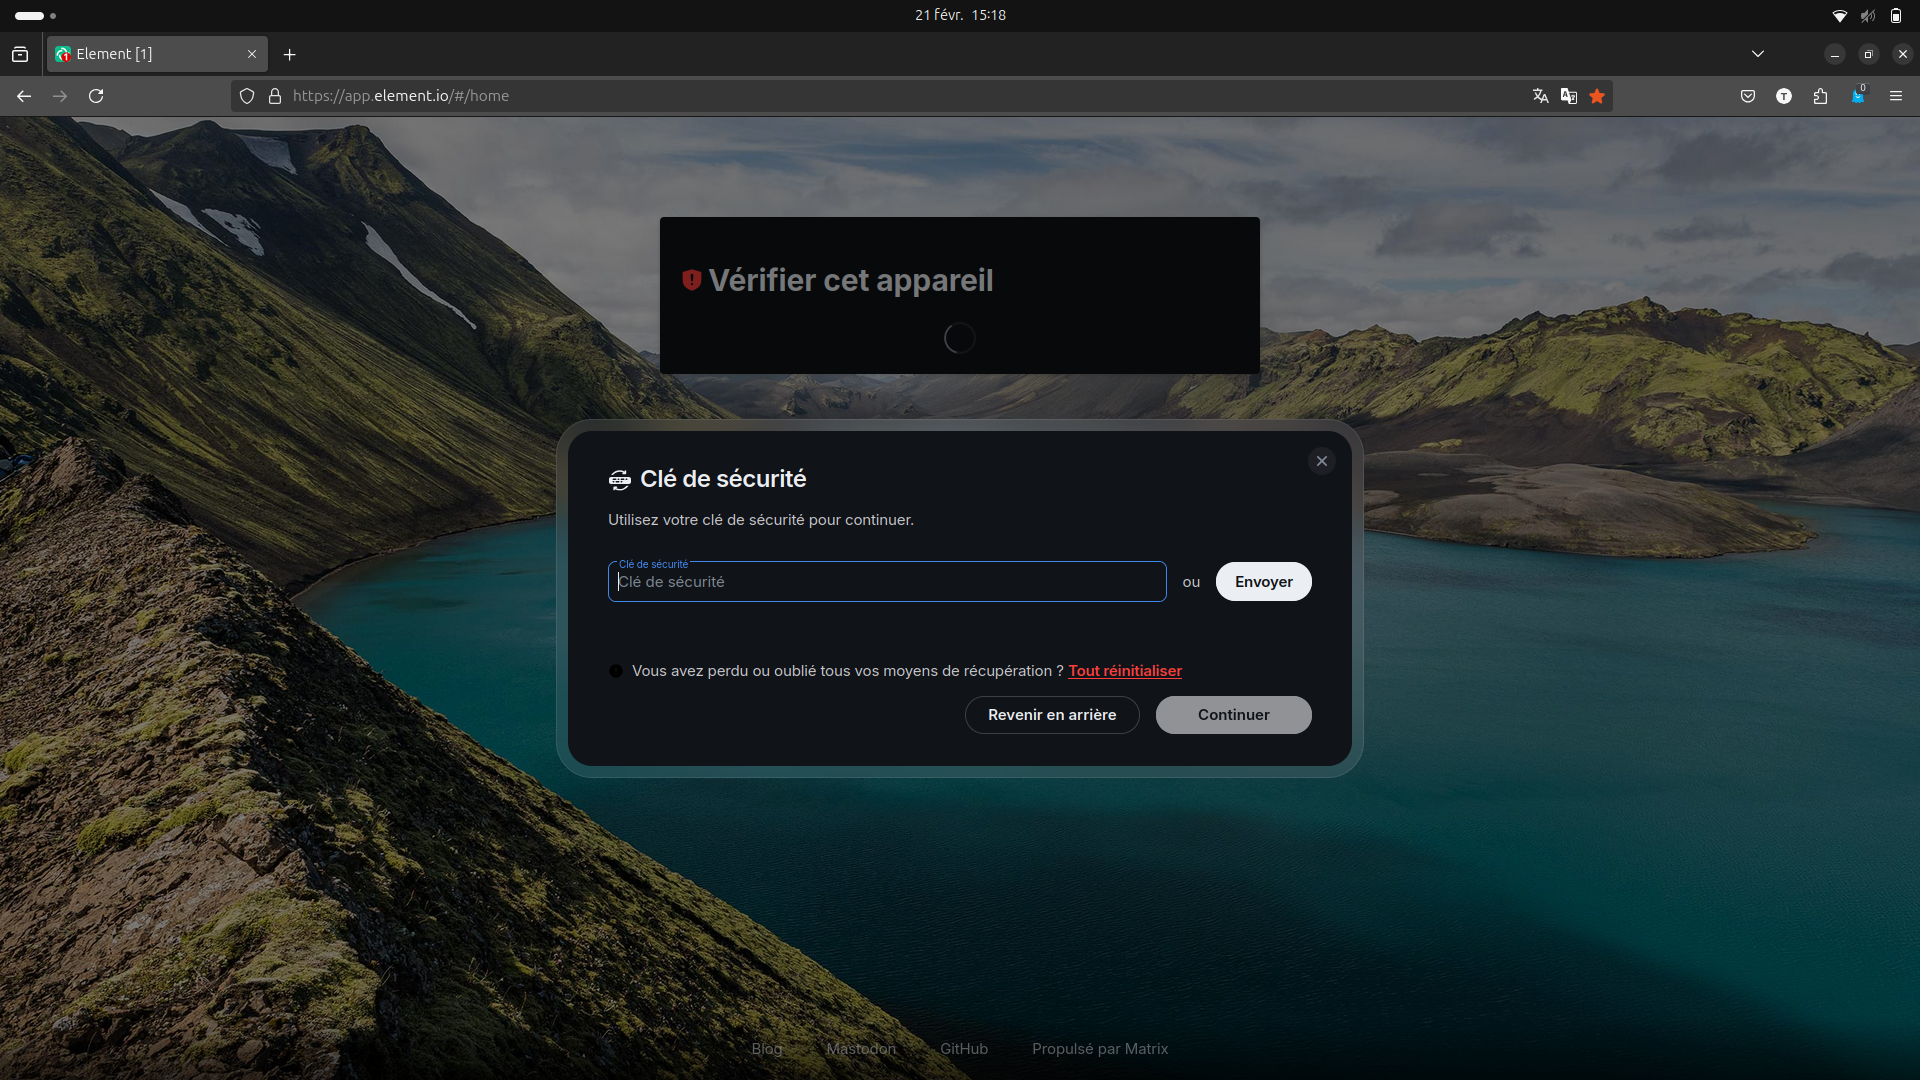 21 févr. 15:18
Element [1]
https://app.element.io/#/home
T
0
Vérifier cet appareil
Clé de sécurité
Utilisez votre clé de sécurité pour continuer.
Clé de sécurité
Clé de sécurité
ou
Envoyer
Vous avez perdu ou oublié tous vos moyens de récupération ? Tout réinitialiser
Revenir en arrière
Continuer
Blog
Mastodon
GitHub
Propulsé par Matrix